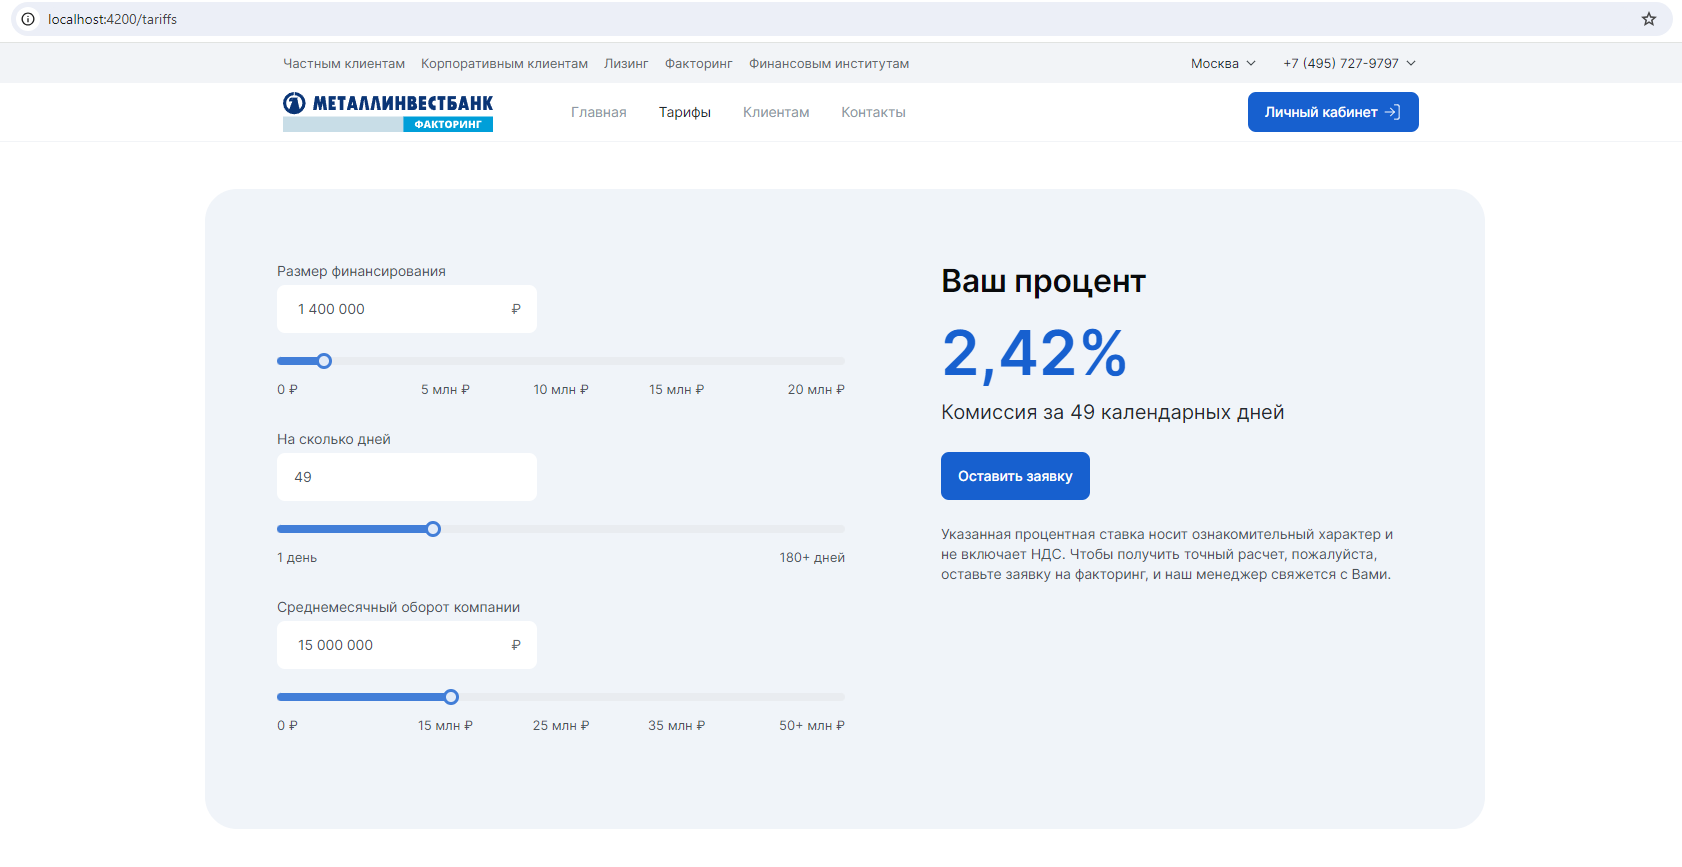 localhost:4200/tariffs
Частным клиентам Корпоративным клиентам Лизинг Факторинг Финансовым институтам Москва +7 (495) 727-9797
МЕТАЛЛИНВЕСТБАНК
ФАКТОРИНГ
Главная Тарифы Клиентам Контакты Личный кабинет
Размер финансирования
1 400 000 ₽
0 ₽ 5 млн ₽ 10 млн ₽ 15 млн ₽ 20 млн ₽
На сколько дней
49
1 день 180+ дней
Среднемесячный оборот компании
15 000 000 ₽
0 ₽ 15 млн ₽ 25 млн ₽ 35 млн ₽ 50+ млн ₽
Ваш процент
2,42%
Комиссия за 49 календарных дней
Оставить заявку
Указанная процентная ставка носит ознакомительный характер и
не включает НДС. Чтобы получить точный расчет, пожалуйста,
оставьте заявку на факторинг, и наш менеджер свяжется с Вами.